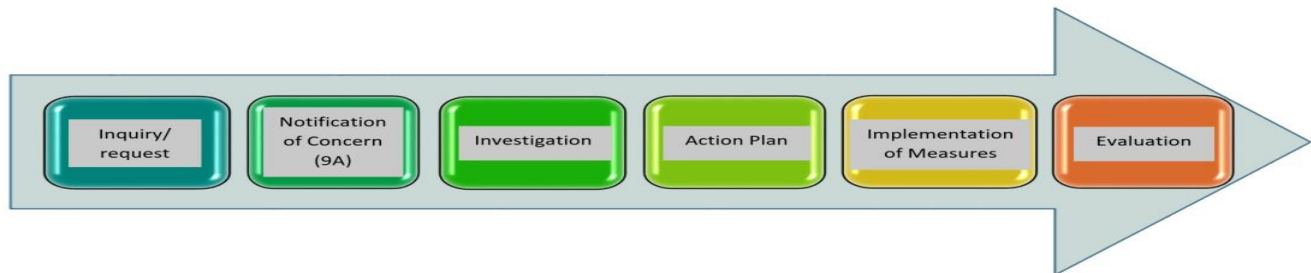 Inquiry/
request
Notification
of Concern
(9A)
Investigation
Action Plan
Implementation
of Measures
Evaluation